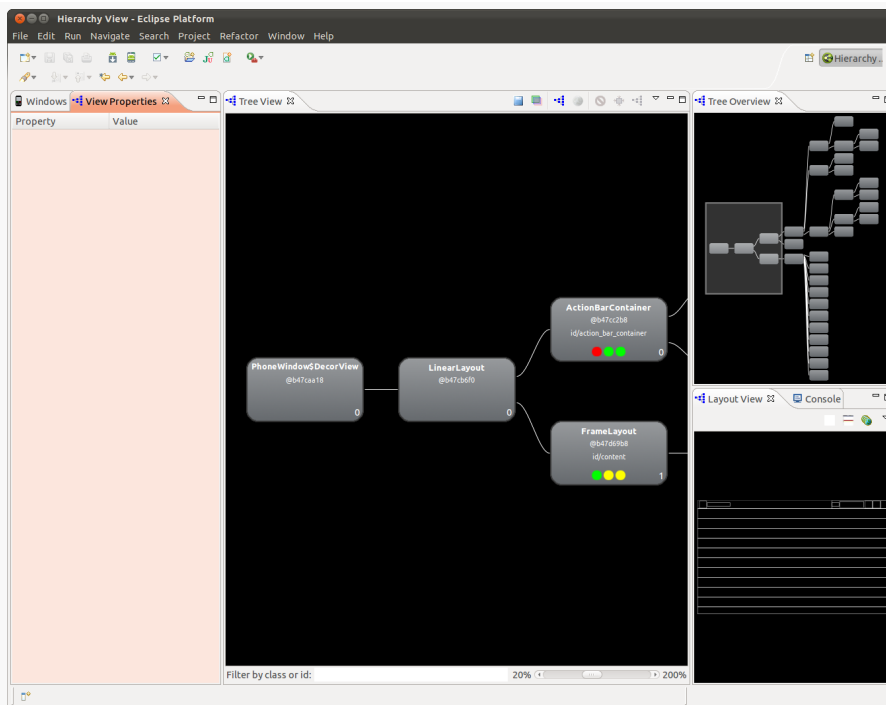 Hierarchy View - Eclipse Platform
File Edit Run Navigate Search Project Refactor Window Help
Hierarchy..
Windows View Properties
Property Value
Tree View
Filter by class or id: 20% 200%
PhoneWindow$DecorView
@b47caa18
0
LinearLayout
@b47cb6f0
0
ActionBarContainer
@b47cc2b8
id/action_bar_container
0
FrameLayout
@b47d69b8
id/content
1
Tree Overview
Layout View Console